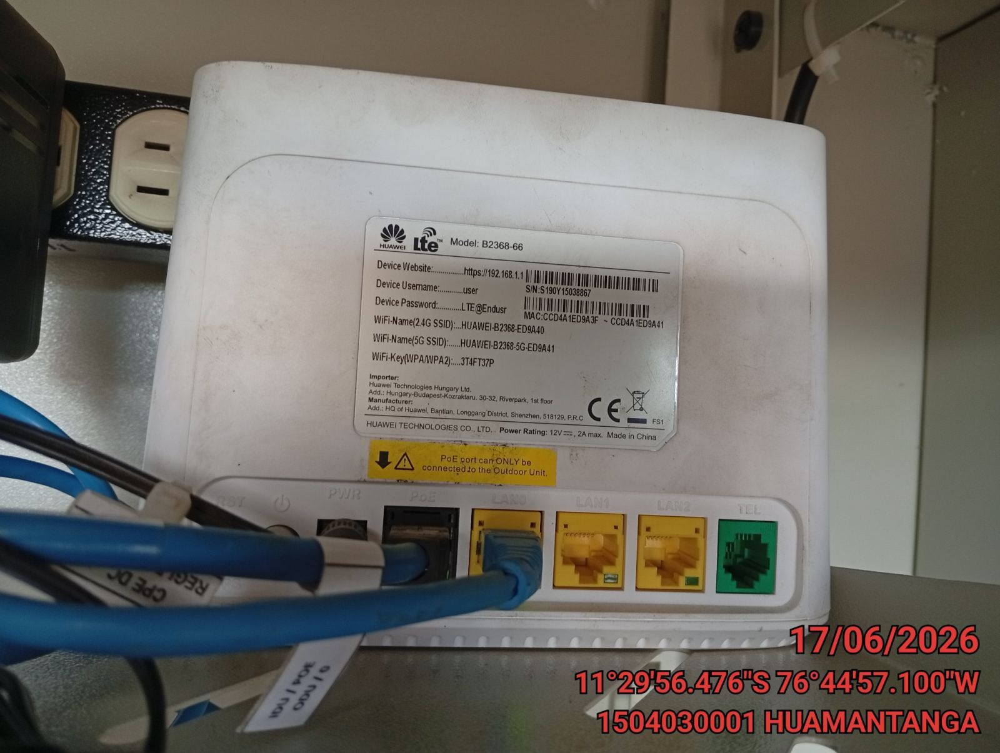 HUAWEI
Lte™
Model: B2368-66
Device Website:................https://192.168.1.1
S/N:S190Y15038867
Device Username:............user
MAC:CCD4A1ED9A3F ~ CCD4A1ED9A41
Device Password:............LTE@Endusr
WiFi-Name(2.4G SSID):...HUAWEI-B2368-ED9A40
WiFi-Name(5G SSID):......HUAWEI-B2368-5G-ED9A41
WiFi-Key(WPA/WPA2):....3T4FT37P
Importer:
Huawei Technologies Hungary Ltd.
Add.: Hungary-Budapest-Kozraktaru. 30-32, Riverpark, 1st floor
Manufacturer:
Add.: HQ of Huawei, Bantian, Longgang District, Shenzhen, 518129, P.R.C
CE
FS1
HUAWEI TECHNOLOGIES CO., LTD. Power Rating: 12V⎓, 2A max. Made in China
PoE port can ONLY be
connected to the Outdoor Unit.
RST PWR PoE LAN0 LAN1 LAN2 TEL
CPE DC
IDU / POE
ODU / 0
17/06/2026
11°29'56.476"S 76°44'57.100"W
1504030001 HUAMANTANGA